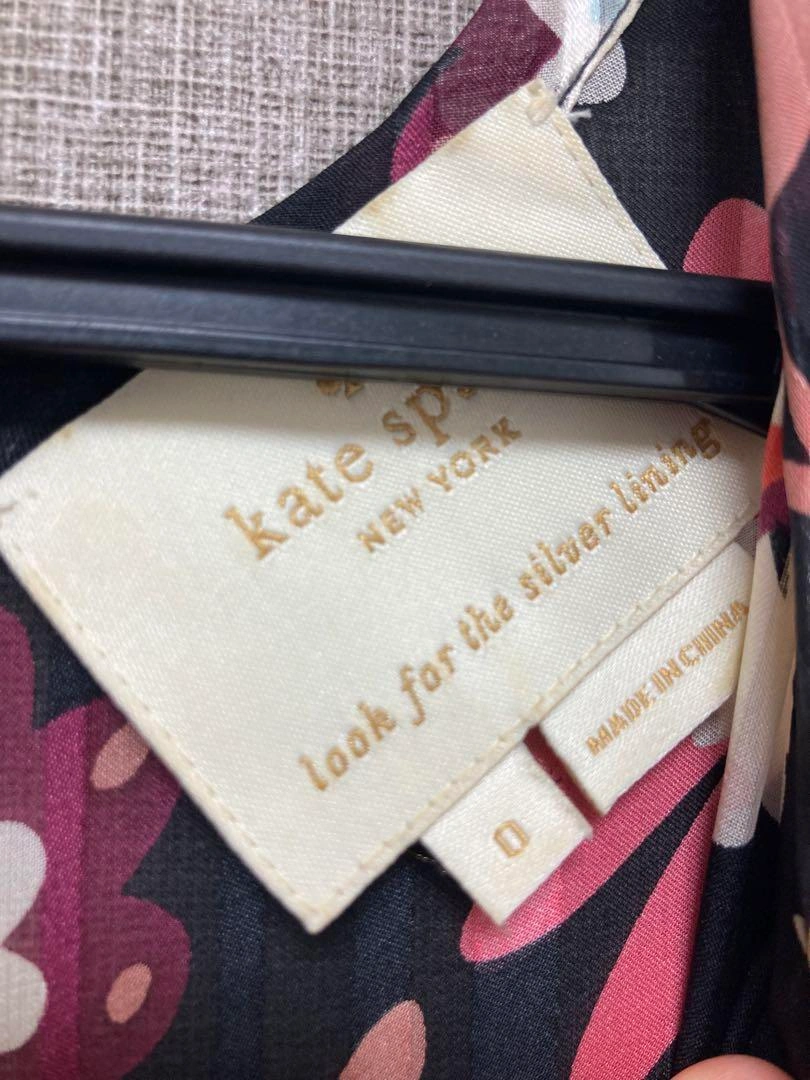 kate sp
NEW YORK
look for the silver lining
0
MADE IN CHINA